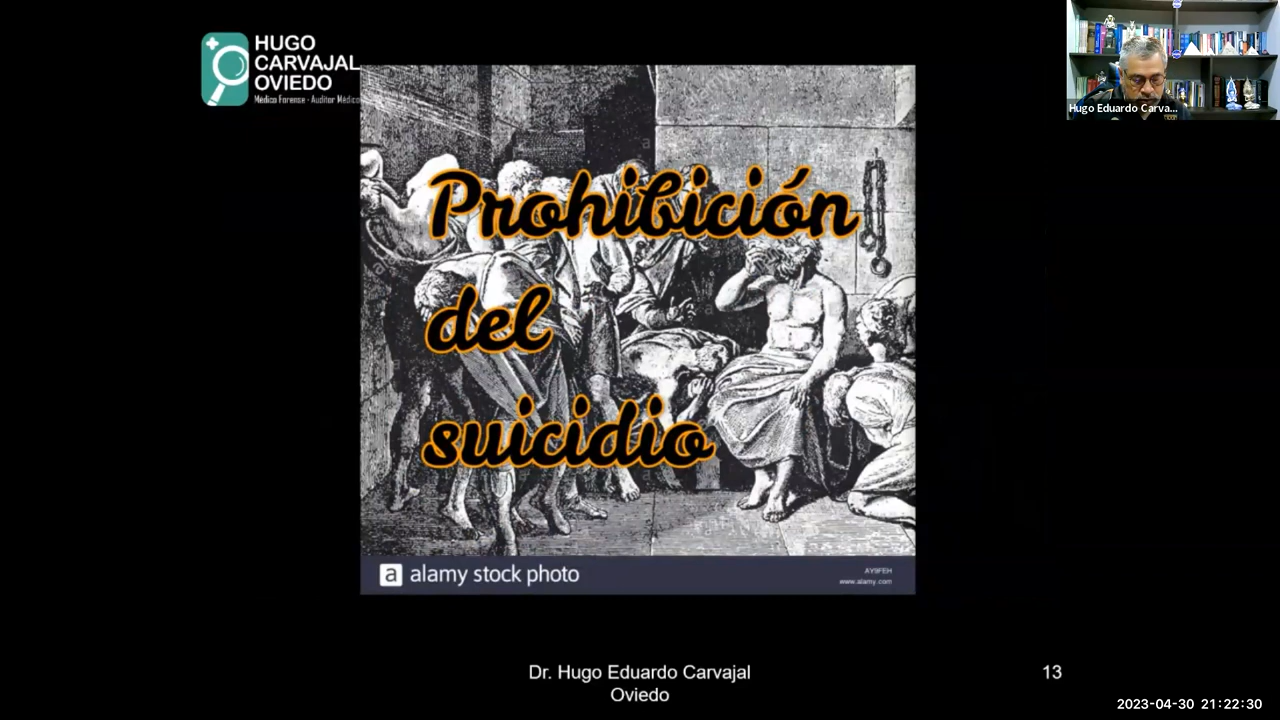 HUGO
CARVAJAL
OVIEDO
Médico Forense - Auditor Médico
Hugo Eduardo Carva...
Prohibición
del
suicidio
a alamy stock photo
AY9FEH
www.alamy.com
Dr. Hugo Eduardo Carvajal
Oviedo
13
2023-04-30 21:22:30